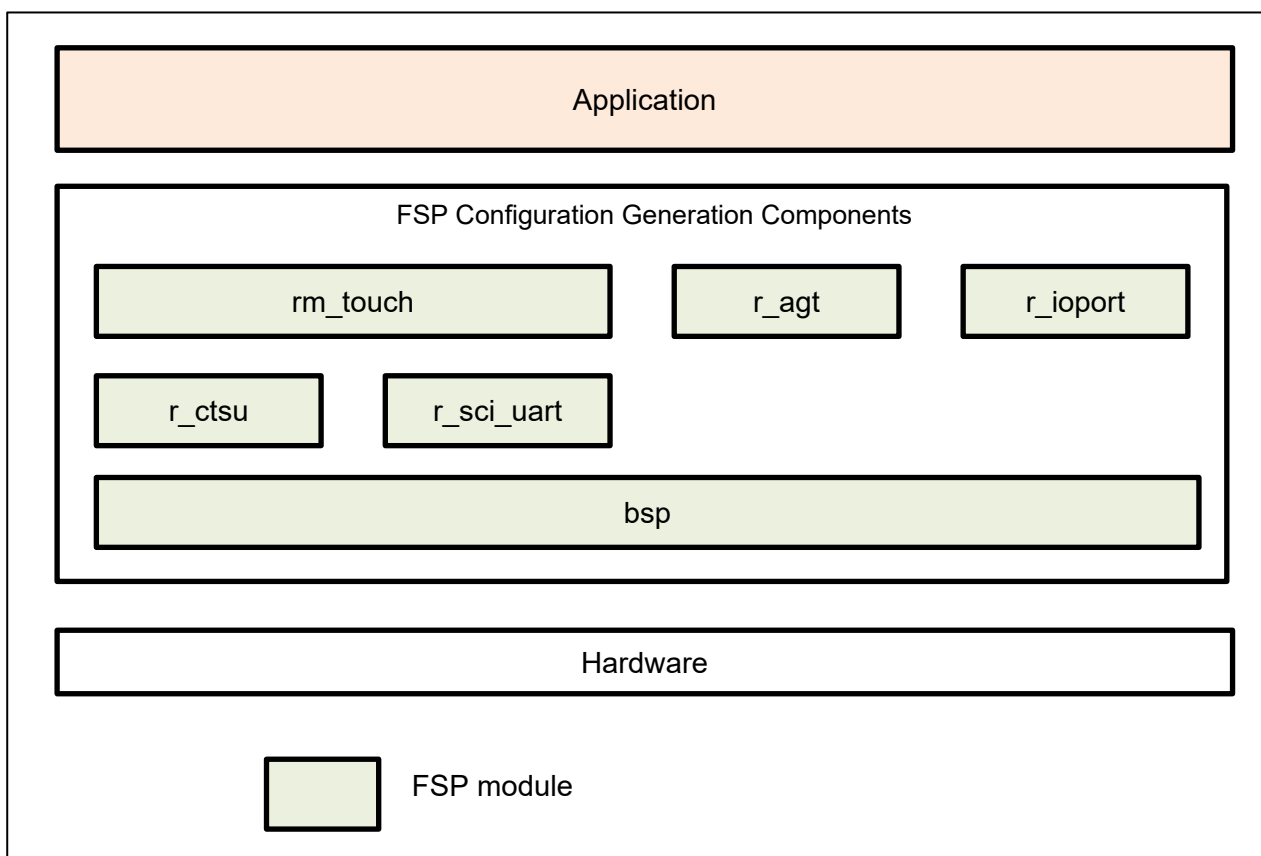 Application
FSP Configuration Generation Components
rm_touch
r_agt
r_ioport
r_ctsu
r_sci_uart
bsp
Hardware
FSP module